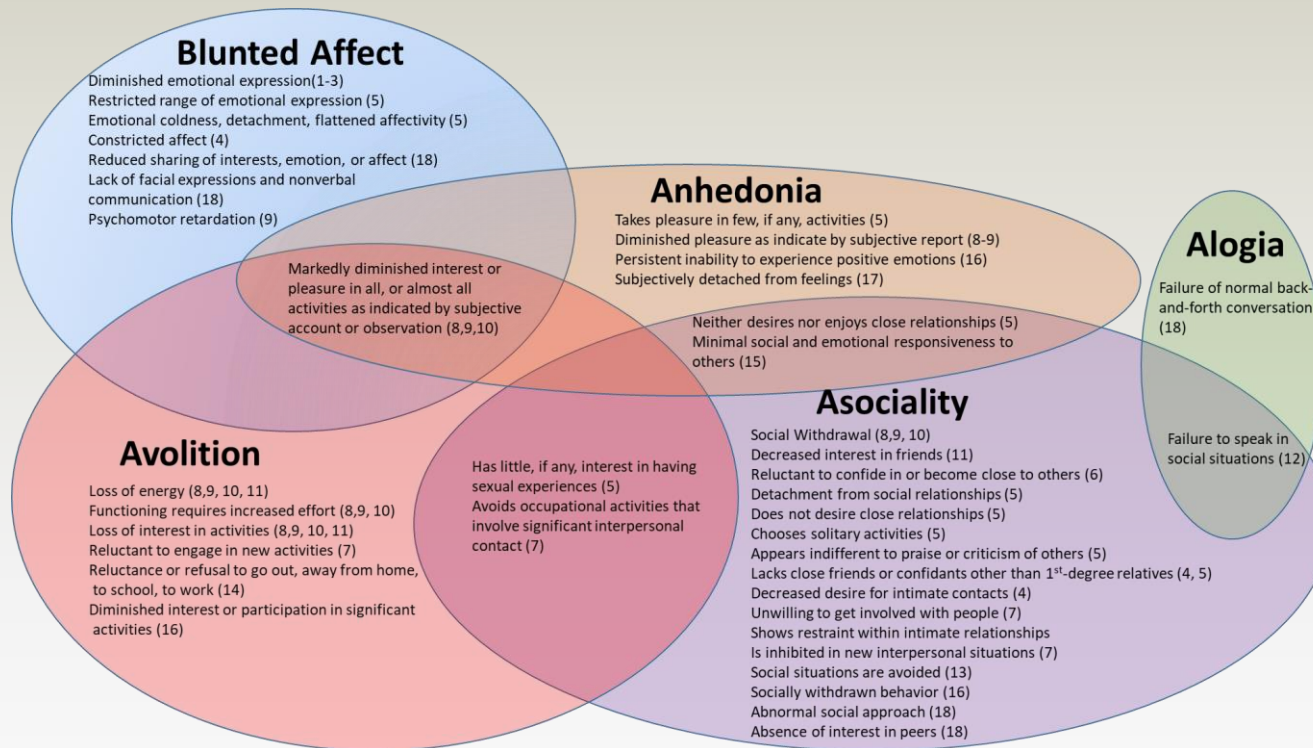 Blunted Affect
Diminished emotional expression(1-3)
Restricted range of emotional expression (5)
Emotional coldness, detachment, flattened affectivity (5)
Constricted affect (4)
Reduced sharing of interests, emotion, or affect (18)
Lack of facial expressions and nonverbal
communication (18)
Psychomotor retardation (9)
Anhedonia
Takes pleasure in few, if any, activities (5)
Diminished pleasure as indicate by subjective report (8-9)
Persistent inability to experience positive emotions (16)
Subjectively detached from feelings (17)
Alogia
Failure of normal back-
and-forth conversation
(18)
Markedly diminished interest or
pleasure in all, or almost all
activities as indicated by subjective
account or observation (8,9,10)
Neither desires nor enjoys close relationships (5)
Minimal social and emotional responsiveness to
others (15)
Failure to speak in
social situations (12)
Avolition
Loss of energy (8,9, 10, 11)
Functioning requires increased effort (8,9, 10)
Loss of interest in activities (8,9, 10, 11)
Reluctant to engage in new activities (7)
Reluctance or refusal to go out, away from home,
to school, to work (14)
Diminished interest or participation in significant
activities (16)
Has little, if any, interest in having
sexual experiences (5)
Avoids occupational activities that
involve significant interpersonal
contact (7)
Asociality
Social Withdrawal (8,9, 10)
Decreased interest in friends (11)
Reluctant to confide in or become close to others (6)
Detachment from social relationships (5)
Does not desire close relationships (5)
Chooses solitary activities (5)
Appears indifferent to praise or criticism of others (5)
Lacks close friends or confidants other than 1st-degree relatives (4, 5)
Decreased desire for intimate contacts (4)
Unwilling to get involved with people (7)
Shows restraint within intimate relationships
Is inhibited in new interpersonal situations (7)
Social situations are avoided (13)
Socially withdrawn behavior (16)
Abnormal social approach (18)
Absence of interest in peers (18)